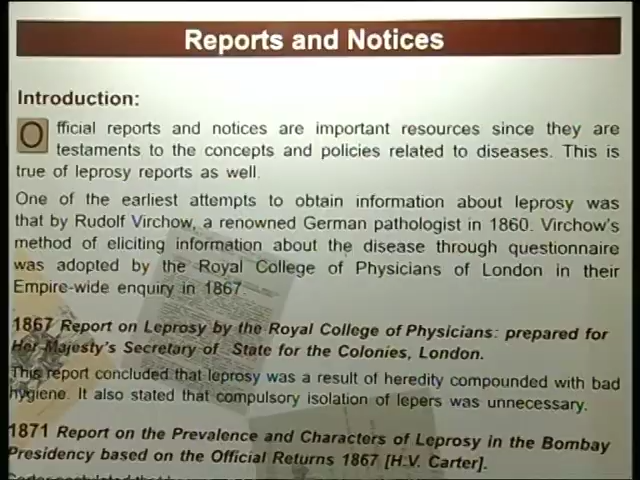 Reports and Notices
Introduction:
Official reports and notices are important resources since they are
testaments to the concepts and policies related to diseases. This is
true of leprosy reports as well.
One of the earliest attempts to obtain information about leprosy was
that by Rudolf Virchow, a renowned German pathologist in 1860. Virchow's
method of eliciting information about the disease through questionnaire
was adopted by the Royal College of Physicians of London in their
Empire-wide enquiry in 1867
1867 Report on Leprosy by the Royal College of Physicians: prepared for
Her Majesty's Secretary of State for the Colonies, London.
This report concluded that leprosy was a result of heredity compounded with bad
hygiene. It also stated that compulsory isolation of lepers was unnecessary.
1871 Report on the Prevalence and Characters of Leprosy in the Bombay
Presidency based on the Official Returns 1867 [H.V. Carter].